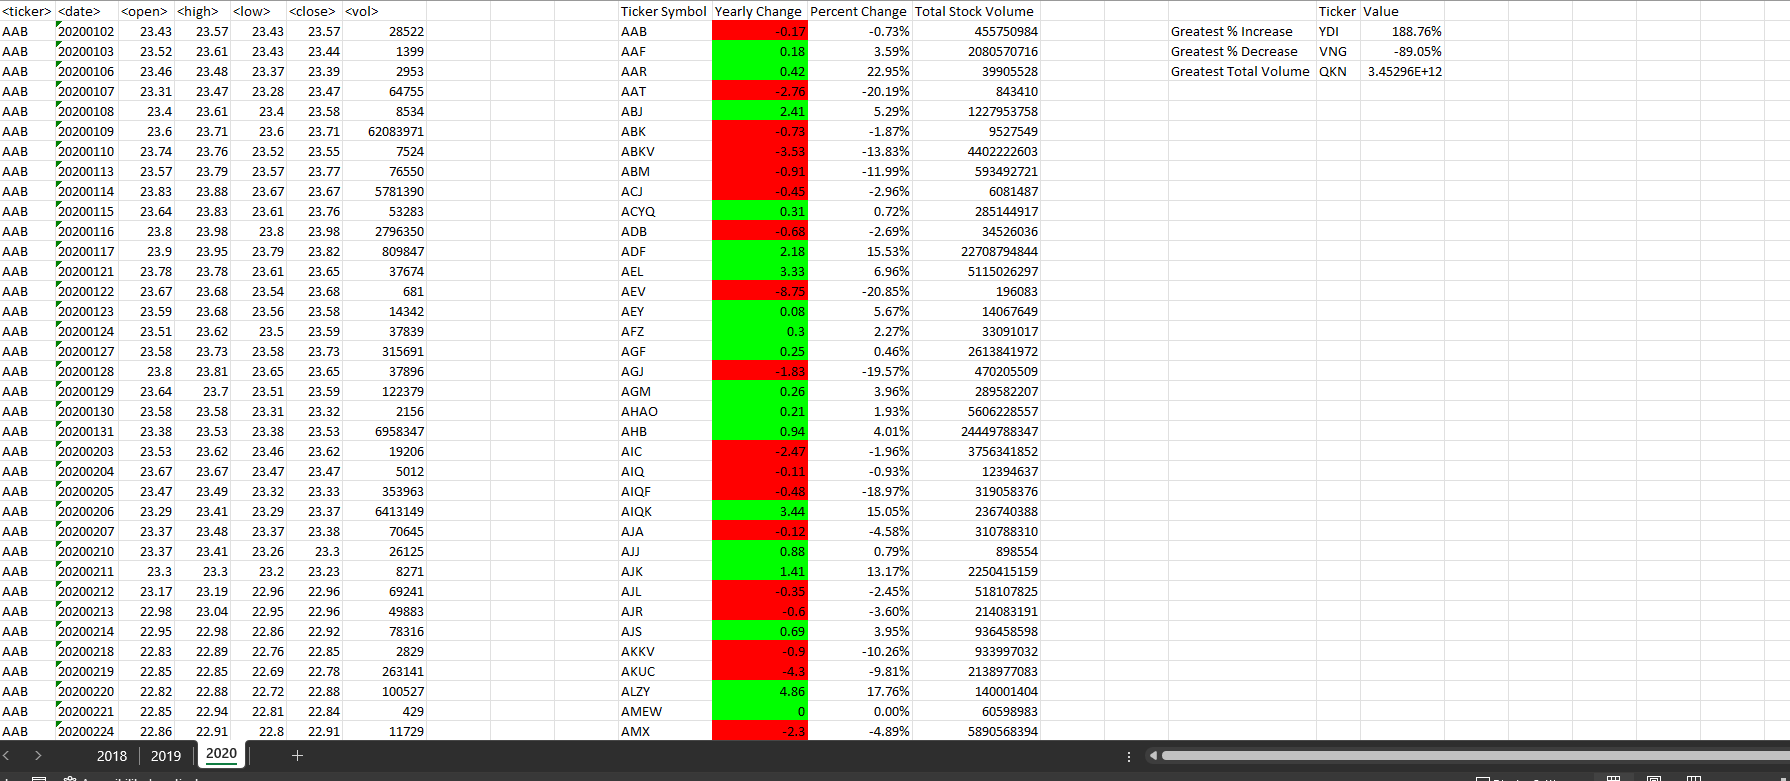 <ticker> <date> <open> <high> <low> <close> <vol> Ticker Symbol Yearly Change Percent Change Total Stock Volume Ticker Value
AAB 20200102 23.43 23.57 23.43 23.57 28522 AAB -0.17 -0.73% 455750984 Greatest % Increase YDI 188.76%
AAB 20200103 23.52 23.61 23.43 23.44 1399 AAF 0.18 3.59% 2080570716 Greatest % Decrease VNG -89.05%
AAB 20200106 23.46 23.48 23.37 23.39 2953 AAR 0.42 22.95% 39905528 Greatest Total Volume QKN 3.45296E+12
AAB 20200107 23.31 23.47 23.28 23.47 64755 AAT -2.76 -20.19% 843410
AAB 20200108 23.4 23.61 23.4 23.58 8534 ABJ 2.41 5.29% 1227953758
AAB 20200109 23.6 23.71 23.6 23.71 62083971 ABK -0.73 -1.87% 9527549
AAB 20200110 23.74 23.76 23.52 23.55 7524 ABKV -3.53 -13.83% 4402222603
AAB 20200113 23.57 23.79 23.57 23.77 76550 ABM -0.91 -11.99% 593492721
AAB 20200114 23.83 23.88 23.67 23.67 5781390 ACJ -0.45 -2.96% 6081487
AAB 20200115 23.64 23.83 23.61 23.76 53283 ACYQ 0.31 0.72% 285144917
AAB 20200116 23.8 23.98 23.8 23.98 2796350 ADB -0.68 -2.69% 34526036
AAB 20200117 23.9 23.95 23.79 23.82 809847 ADF 2.18 15.53% 22708794844
AAB 20200121 23.78 23.78 23.61 23.65 37674 AEL 3.33 6.96% 5115026297
AAB 20200122 23.67 23.68 23.54 23.68 681 AEV -8.75 -20.85% 196083
AAB 20200123 23.59 23.68 23.56 23.58 14342 AEY 0.08 5.67% 14067649
AAB 20200124 23.51 23.62 23.5 23.59 37839 AFZ 0.3 2.27% 33091017
AAB 20200127 23.58 23.73 23.58 23.73 315691 AGF 0.25 0.46% 2613841972
AAB 20200128 23.8 23.81 23.65 23.65 37896 AGJ -1.83 -19.57% 470205509
AAB 20200129 23.64 23.7 23.51 23.59 122379 AGM 0.26 3.96% 289582207
AAB 20200130 23.58 23.58 23.31 23.32 2156 AHAO 0.21 1.93% 5606228557
AAB 20200131 23.38 23.53 23.38 23.53 6958347 AHB 0.94 4.01% 24449788347
AAB 20200203 23.53 23.62 23.46 23.62 19206 AIC -2.47 -1.96% 3756341852
AAB 20200204 23.67 23.67 23.47 23.47 5012 AIQ -0.11 -0.93% 12394637
AAB 20200205 23.47 23.49 23.32 23.33 353963 AIQF -0.48 -18.97% 319058376
AAB 20200206 23.29 23.41 23.29 23.37 6413149 AIQK 3.44 15.05% 236740388
AAB 20200207 23.37 23.48 23.37 23.38 70645 AJA -0.12 -4.58% 310788310
AAB 20200210 23.37 23.41 23.26 23.3 26125 AJJ 0.88 0.79% 898554
AAB 20200211 23.3 23.3 23.2 23.23 8271 AJK 1.41 13.17% 2250415159
AAB 20200212 23.17 23.19 22.96 22.96 69241 AJL -0.35 -2.45% 518107825
AAB 20200213 22.98 23.04 22.95 22.96 49883 AJR -0.6 -3.60% 214083191
AAB 20200214 22.95 22.98 22.86 22.92 78316 AJS 0.69 3.95% 936458598
AAB 20200218 22.83 22.89 22.76 22.85 2829 AKKV -0.9 -10.26% 933997032
AAB 20200219 22.85 22.85 22.69 22.78 263141 AKUC -4.3 -9.81% 2138977083
AAB 20200220 22.82 22.88 22.72 22.88 100527 ALZY 4.86 17.76% 140001404
AAB 20200221 22.85 22.94 22.81 22.84 429 AMEW 0 0.00% 60598983
AAB 20200224 22.86 22.91 22.8 22.91 11729 AMX -2.3 -4.89% 5890568394
2018 2019 2020